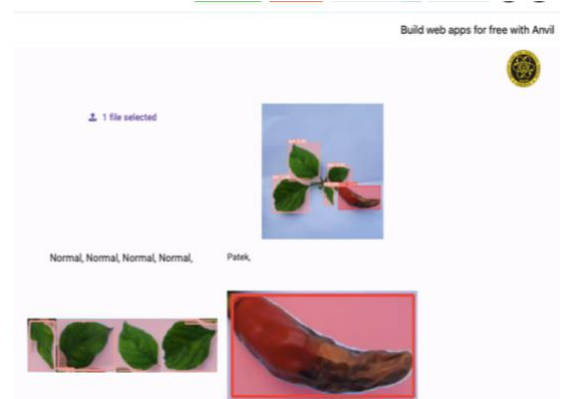 Build web apps for free with Anvil
1 file selected
Normal, Normal, Normal, Normal,
Patek,